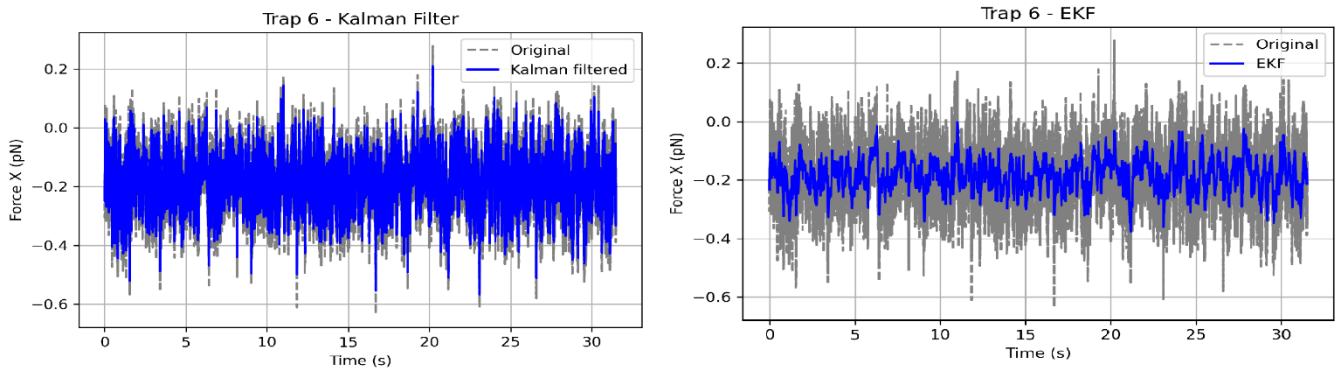 Trap 6 - Kalman Filter
Original
Kalman filtered
0.2
0.0
−0.2
−0.4
−0.6
Force X (pN)
0
5
10
15
20
25
30
Time (s)
Trap 6 - EKF
Original
EKF
0.2
0.0
−0.2
−0.4
−0.6
Force X (pN)
0
5
10
15
20
25
30
Time (s)